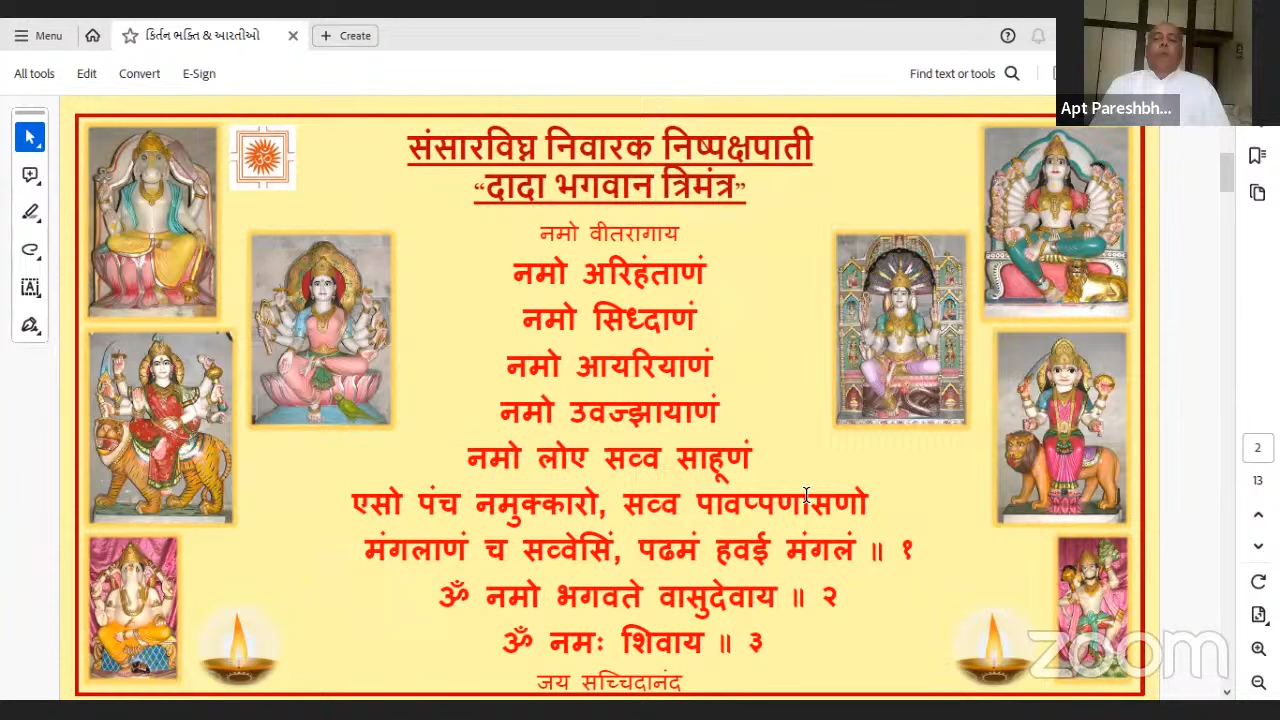 Menu
કિર્તન ભક્તિ & આરતીઓ
Create
All tools
Edit
Convert
E-Sign
Find text or tools
Apt Pareshbh...
संसारविघ्न निवारक निष्पक्षपाती
“दादा भगवान त्रिमंत्र”
नमो वीतरागाय
नमो अरिहंताणं
नमो सिध्दाणं
नमो आयरियाणं
नमो उवज्झायाणं
नमो लोए सव्व साहूणं
एसो पंच नमुक्कारो, सव्व पावप्पणासणो
मंगलाणं च सव्वेसिं, पढमं हवई मंगलं ॥ १
ॐ नमो भगवते वासुदेवाय ॥ २
ॐ नमः शिवाय ॥ ३
जय सच्चिदानंद
2
13
zoom